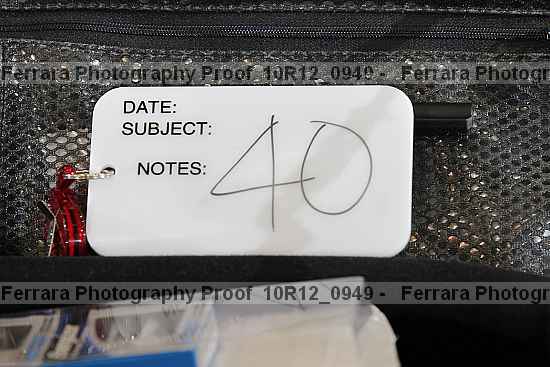 Ferrara Photography Proof 10R12_0949 - Ferrara Photogr
DATE:
SUBJECT:
40
NOTES:
Ferrara Photography Proof 10R12_0949 - Ferrara Photogr